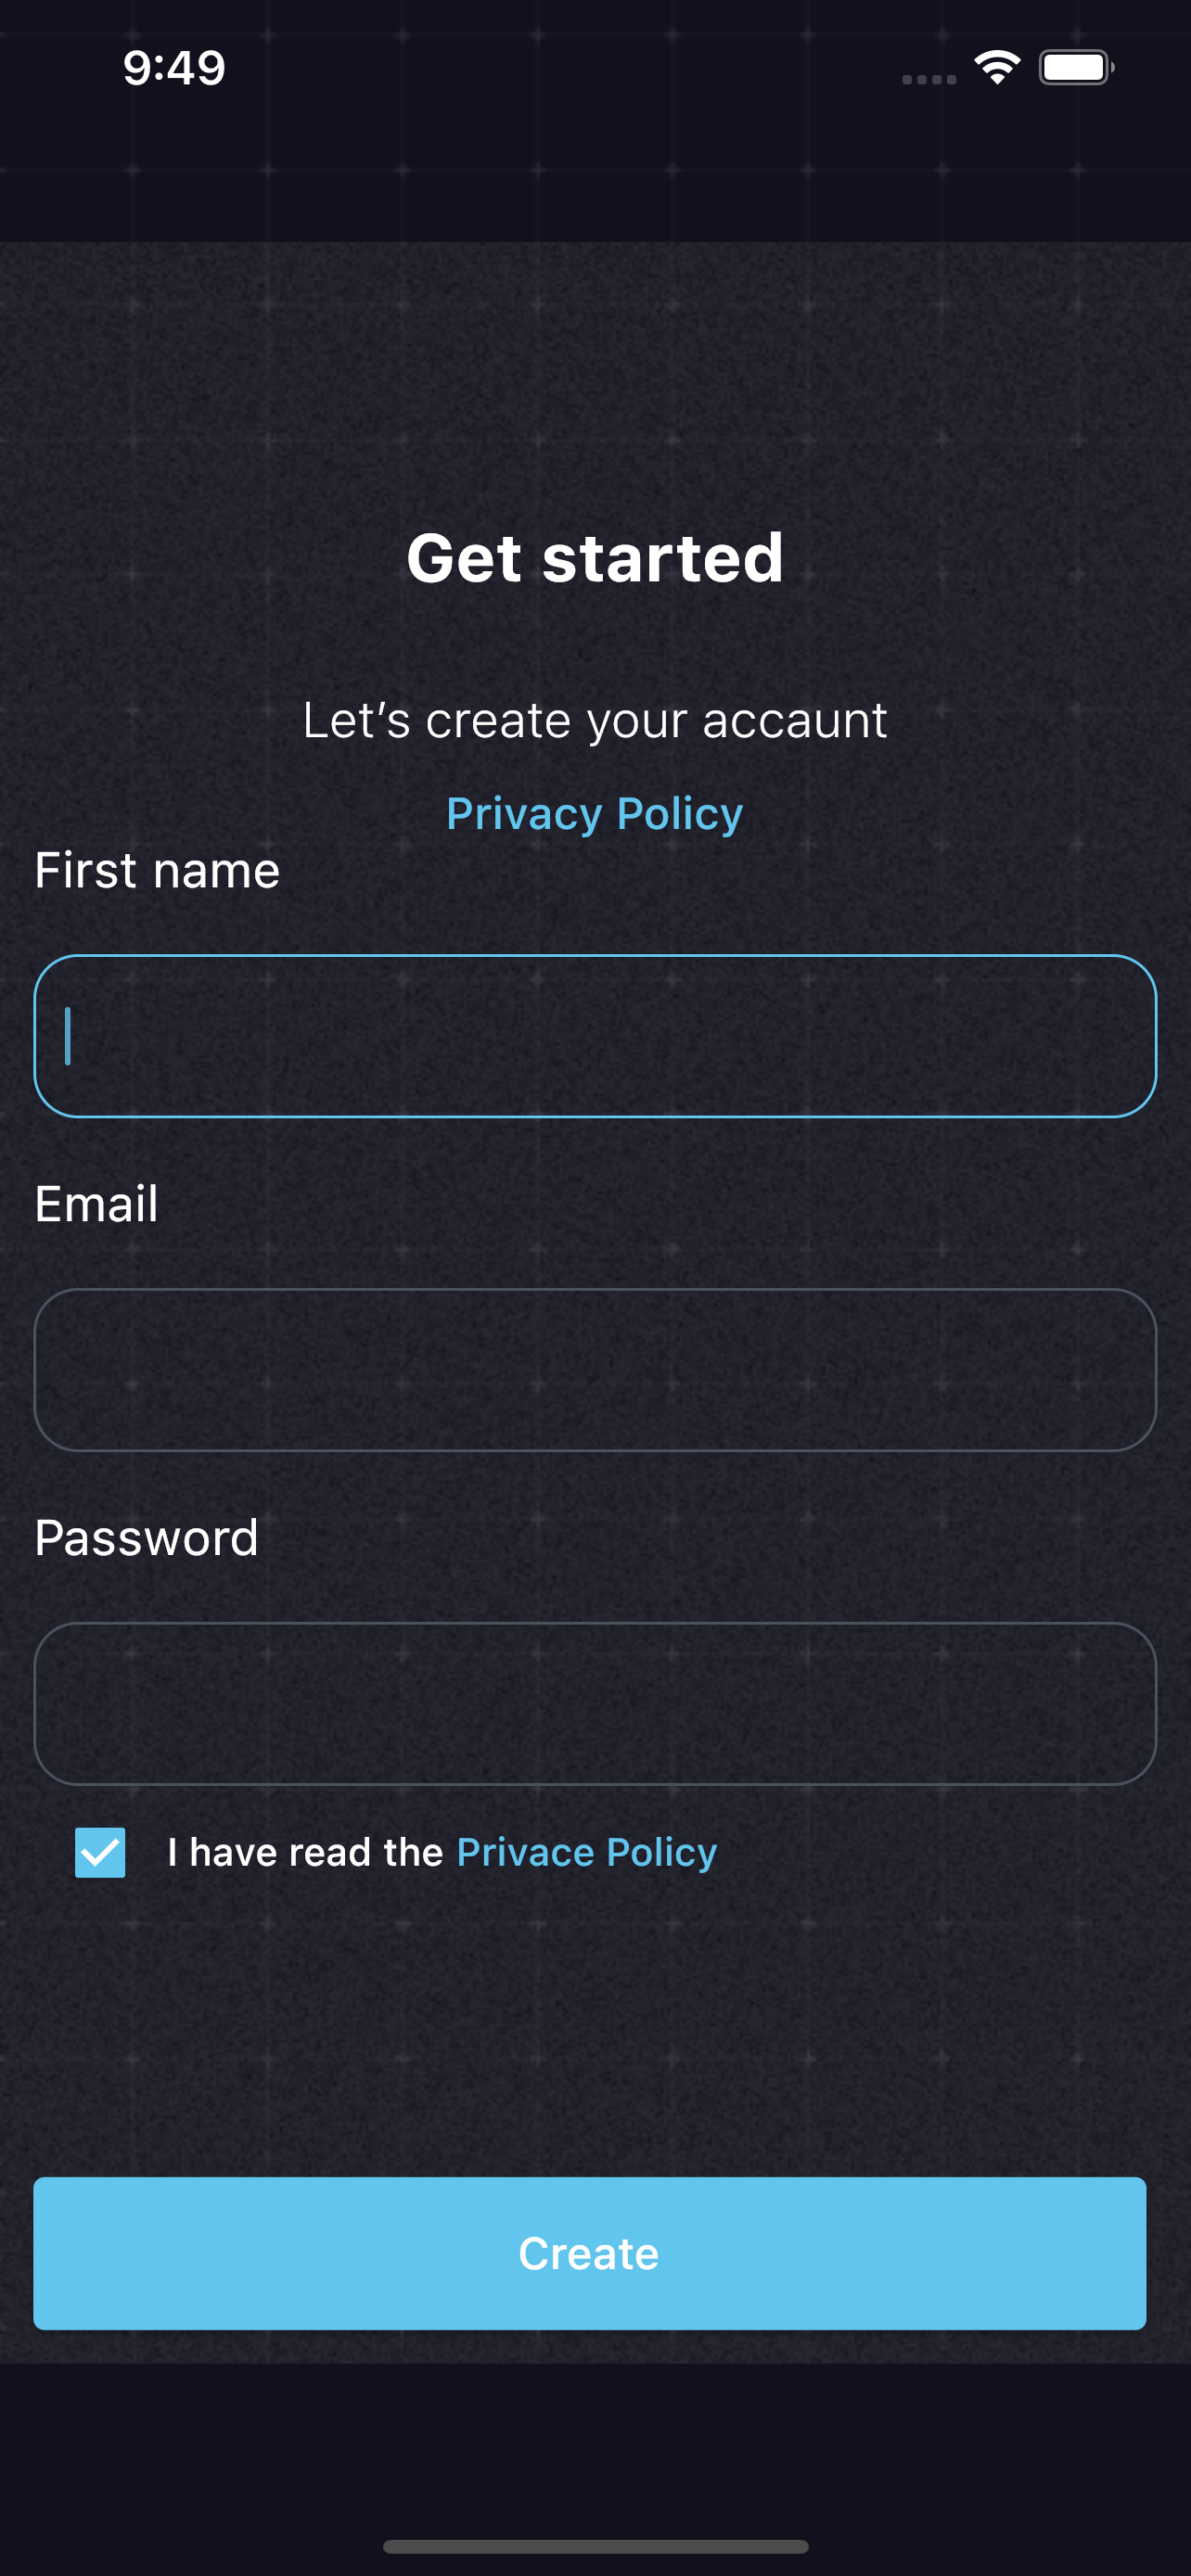 9:49
Get started
Let’s create your accaunt
Privacy Policy
First name
Email
Password
I have read the Privace Policy
Create